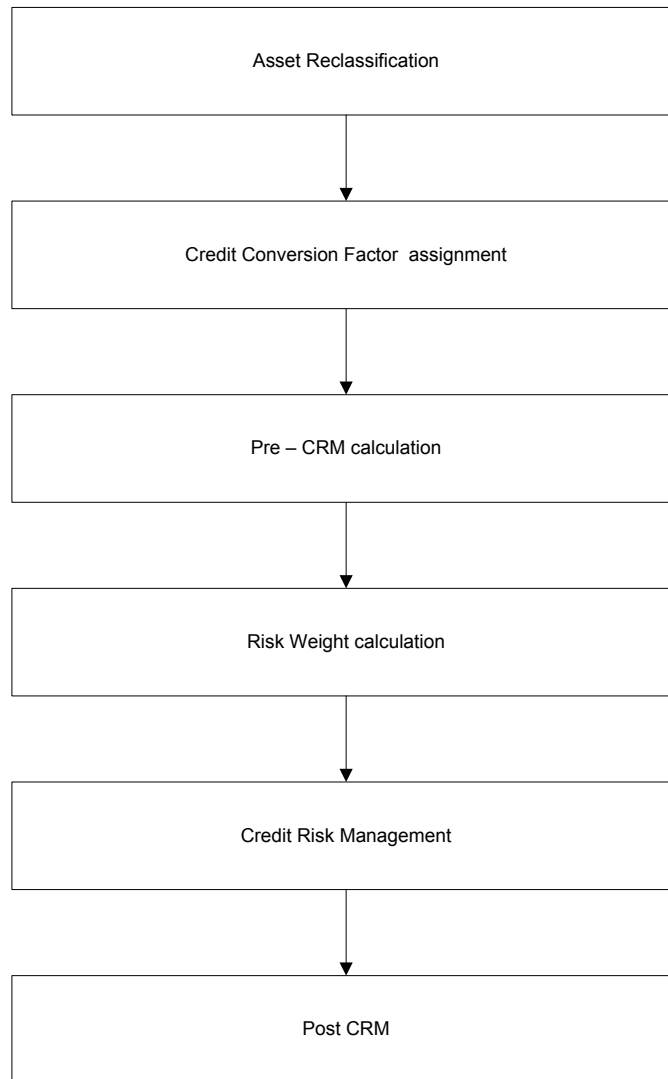 Asset Reclassification
Credit Conversion Factor  assignment
Pre – CRM calculation
Risk Weight calculation
Credit Risk Management
Post CRM